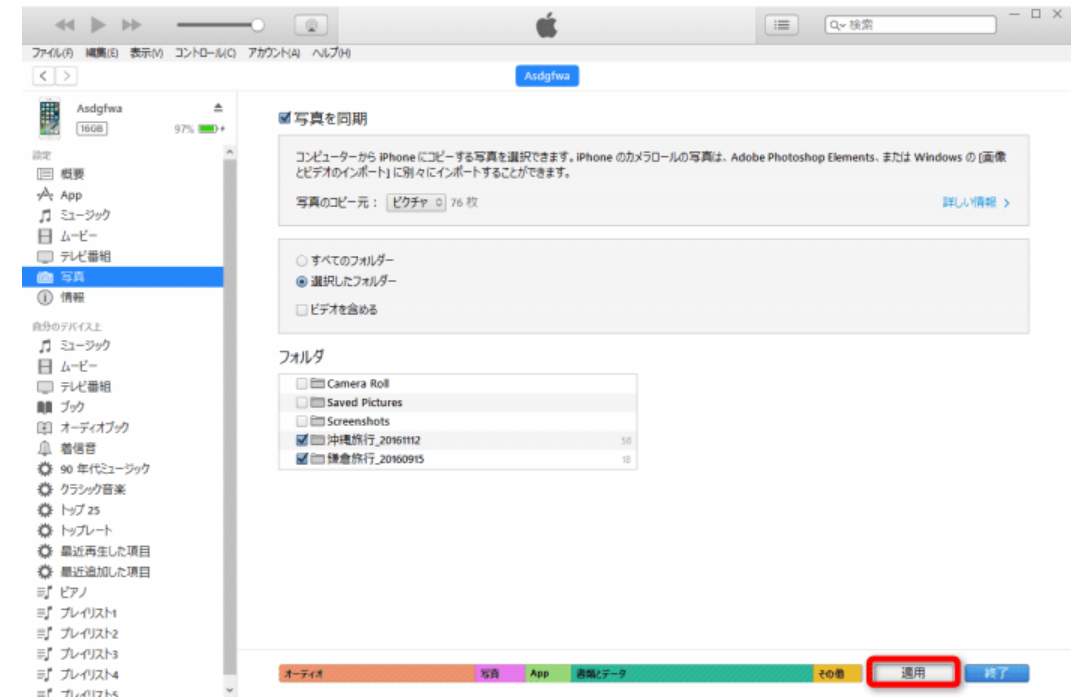 検索
ファイル(F) 編集(E) 表示(V) コントロール(C) アカウント(A) ヘルプ(H)
Asdgfwa
Asdgfwa
16GB 97%
設定
概要
App
ミュージック
ムービー
テレビ番組
写真
情報
自分のデバイス上
ミュージック
ムービー
テレビ番組
ブック
オーディオブック
着信音
90 年代ミュージック
クラシック音楽
トップ 25
トップレート
最近再生した項目
最近追加した項目
ピアノ
プレイリスト1
プレイリスト2
プレイリスト3
プレイリスト4
プレイリスト5
写真を同期
コンピューターから iPhone にコピーする写真を選択できます。iPhone のカメラロールの写真は、Adobe Photoshop Elements、または Windows の [画像
とビデオのインポート] に別々にインポートすることができます。
写真のコピー元： ピクチャ 76 枚 詳しい情報
すべてのフォルダー
選択したフォルダー
ビデオを含める
フォルダ
Camera Roll
Saved Pictures
Screenshots
沖縄旅行_20161112 58
鎌倉旅行_20160915 18
オーディオ 写真 App 書類とデータ その他 適用 終了